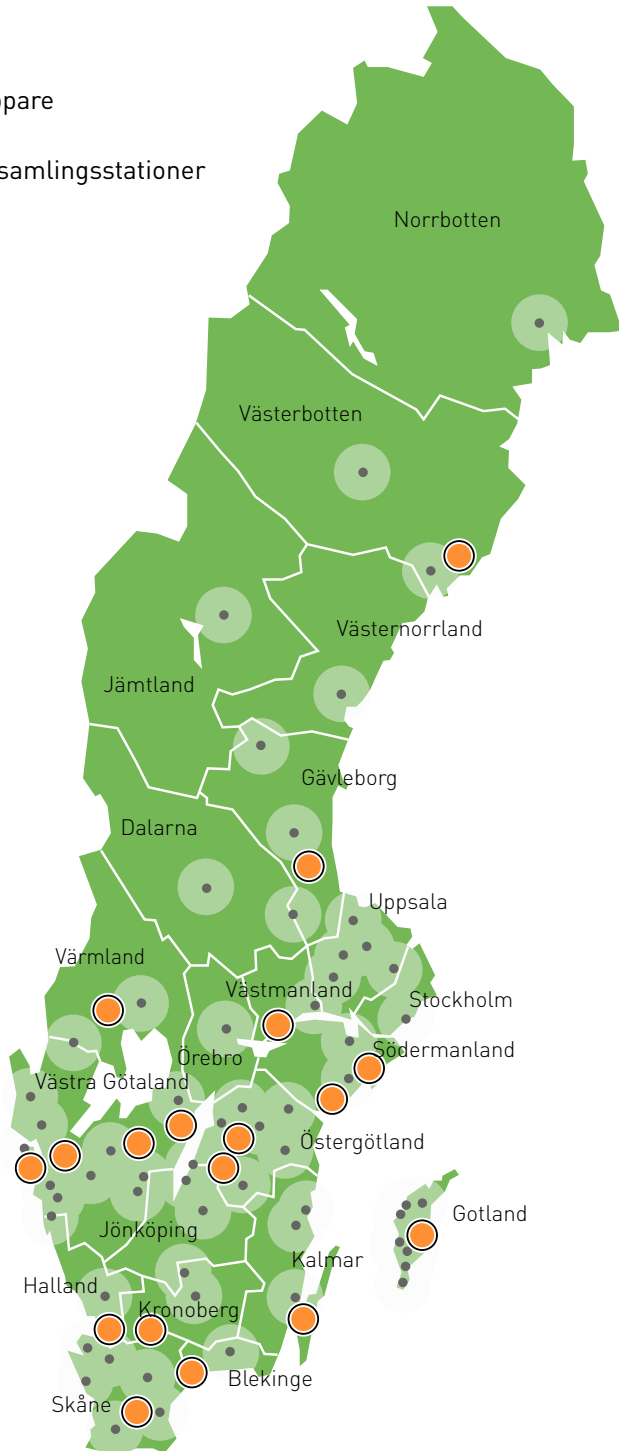 pare
samlingsstationer
Norrbotten
Västerbotten
Västernorrland
Jämtland
Gävleborg
Dalarna
Uppsala
Värmland
Västmanland
Stockholm
Örebro
Södermanland
Västra Götaland
Östergötland
Gotland
Jönköping
Kalmar
Halland
Kronoberg
Blekinge
Skåne